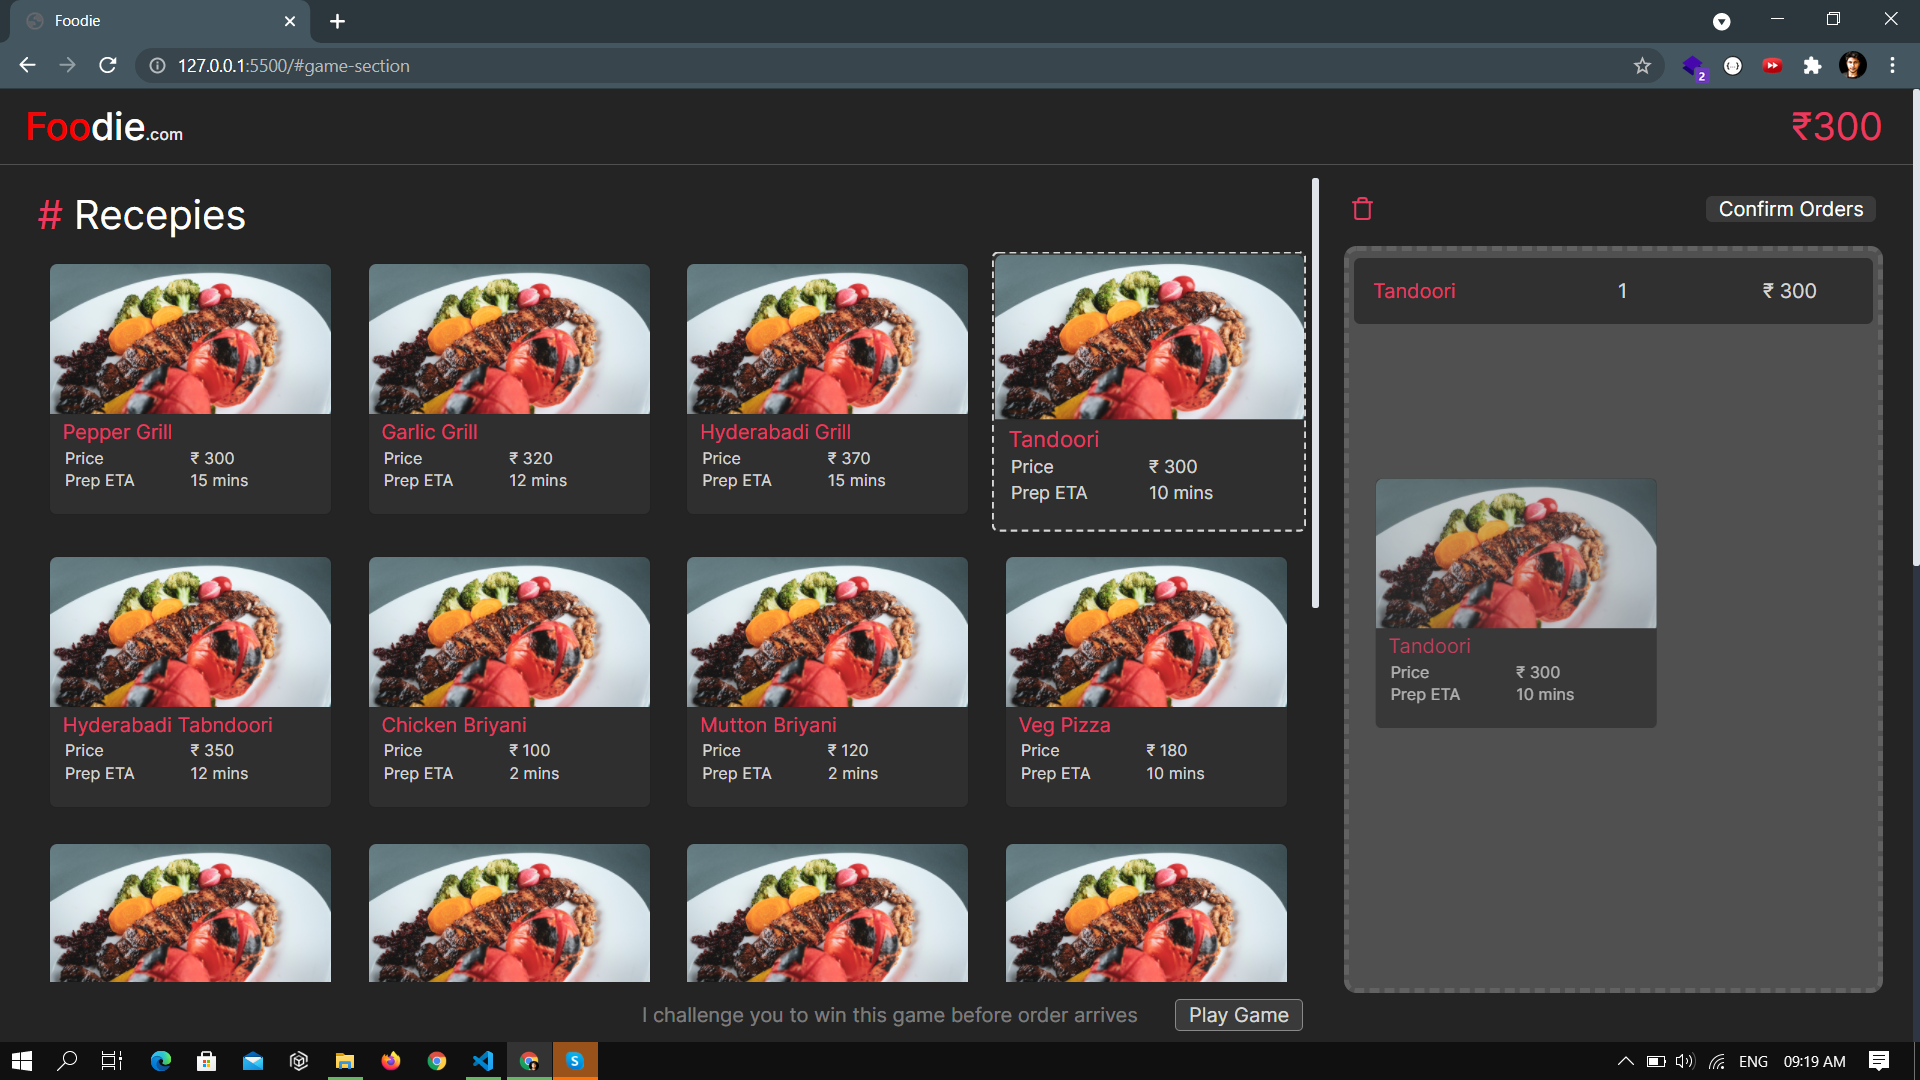 Foodie
127.0.0.1:5500/#game-section
2
Foodie.com
₹300
# Recepies
Confirm Orders
Pepper Grill
Price ₹ 300
Prep ETA 15 mins
Garlic Grill
Price ₹ 320
Prep ETA 12 mins
Hyderabadi Grill
Price ₹ 370
Prep ETA 15 mins
Tandoori
Price ₹ 300
Prep ETA 10 mins
Hyderabadi Tabndoori
Price ₹ 350
Prep ETA 12 mins
Chicken Briyani
Price ₹ 100
Prep ETA 2 mins
Mutton Briyani
Price ₹ 120
Prep ETA 2 mins
Veg Pizza
Price ₹ 180
Prep ETA 10 mins
Tandoori 1 ₹ 300
Tandoori
Price ₹ 300
Prep ETA 10 mins
I challenge you to win this game before order arrives
Play Game
S
ENG
09:19 AM